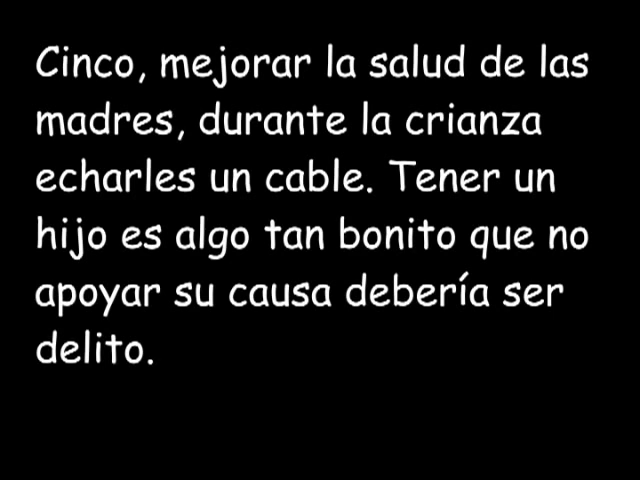 Cinco, mejorar la salud de las
madres, durante la crianza
echarles un cable. Tener un
hijo es algo tan bonito que no
apoyar su causa debería ser
delito.